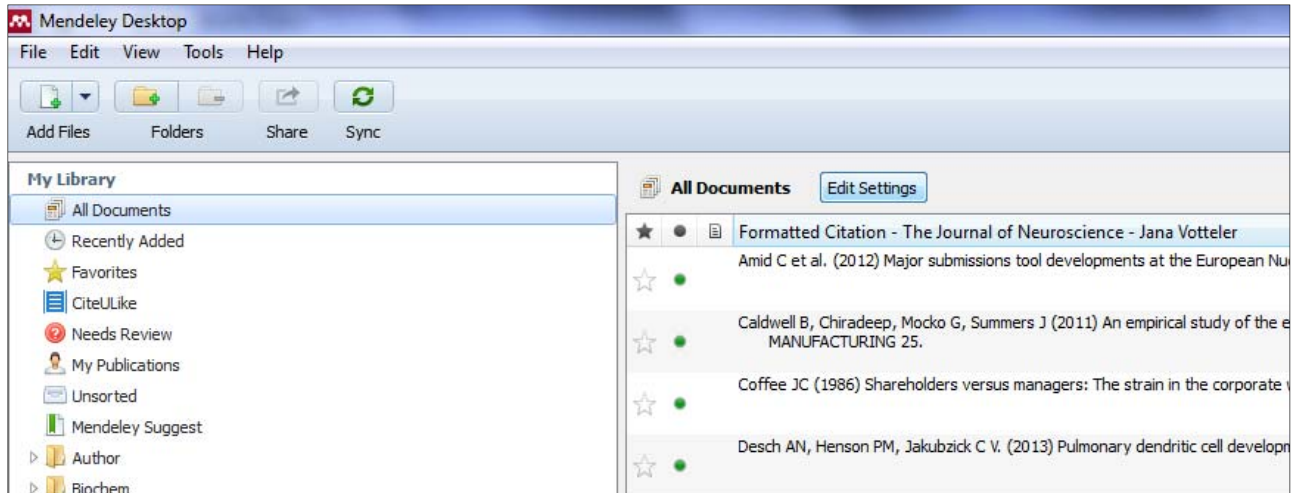 Mendeley Desktop
File Edit View Tools Help
Add Files Folders Share Sync
My Library
All Documents
Recently Added
Favorites
CiteULike
Needs Review
My Publications
Unsorted
Mendeley Suggest
Author
Biochem
All Documents Edit Settings
Formatted Citation - The Journal of Neuroscience - Jana Votteler
Amid C et al. (2012) Major submissions tool developments at the European
Caldwell B, Chiradeep, Mocko G, Summers J (2011) An empirical study of the
MANUFACTURING 25.
Coffee JC (1986) Shareholders versus managers: The strain in the corporate
Desch AN, Henson PM, Jakubzick C V. (2013) Pulmonary dendritic cell